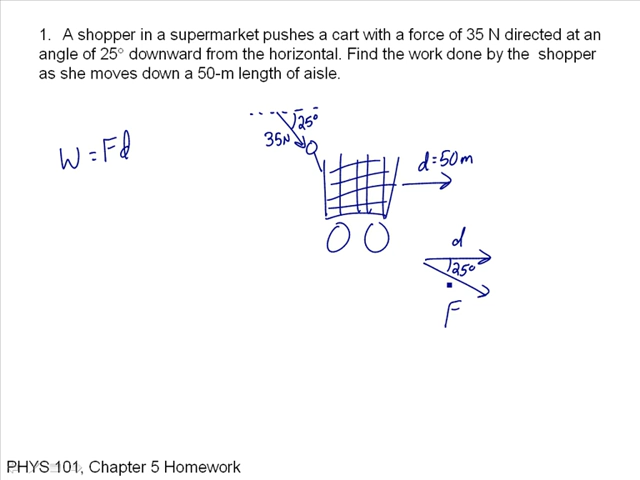 1. A shopper in a supermarket pushes a cart with a force of 35 N directed at an
angle of 25° downward from the horizontal. Find the work done by the shopper
as she moves down a 50-m length of aisle.
25°
35N
W = Fd
d=50m
d
25°
F
PHYS 101, Chapter 5 Homework